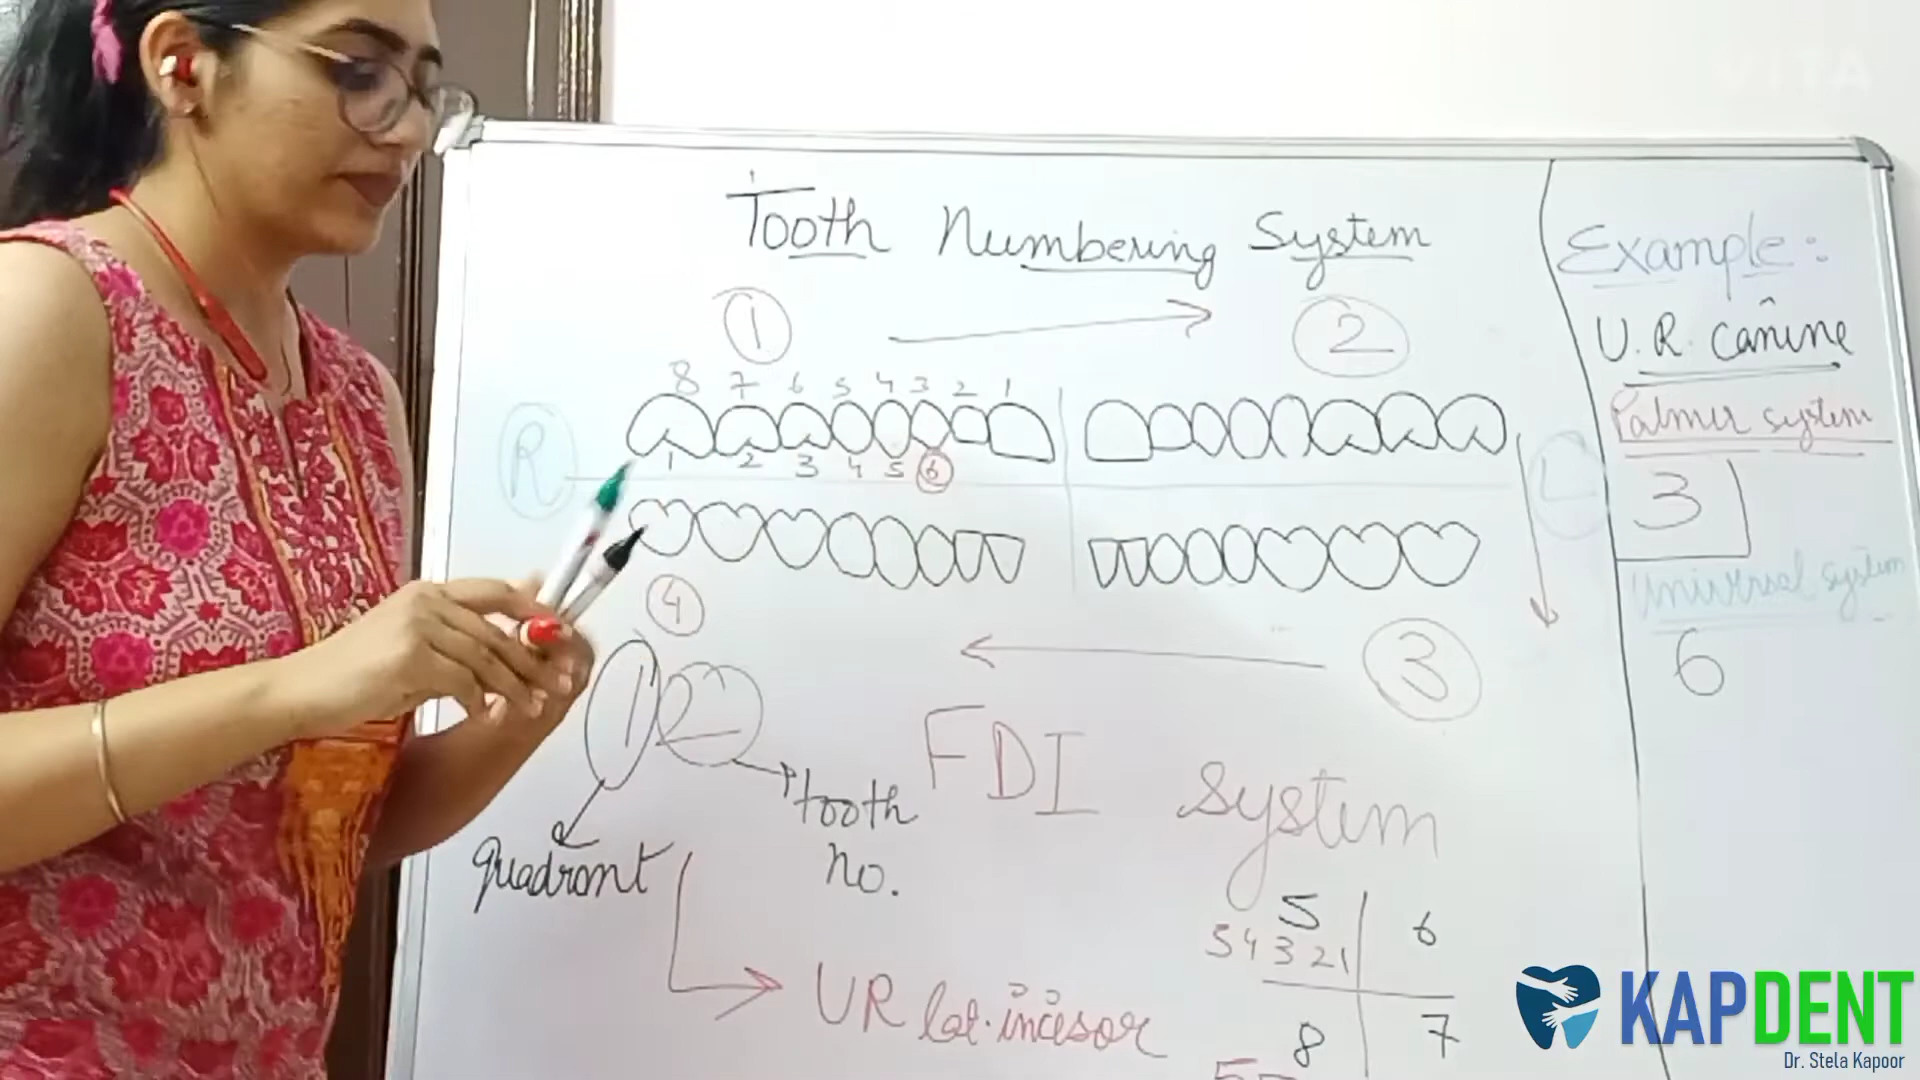 VITA
Tooth Numbering System
1
2
8 7 6 5 4 3 2 1
R
1 2 3 4 5 6
L
4
3
12
tooth
no.
quadrant
FDI System
UR lat. incisor
5
6
5 4 3 2 1
8
7
Example:
U. R. canine
Palmer system
3
Universal system
6
KAPDENT
Dr. Stela Kapoor